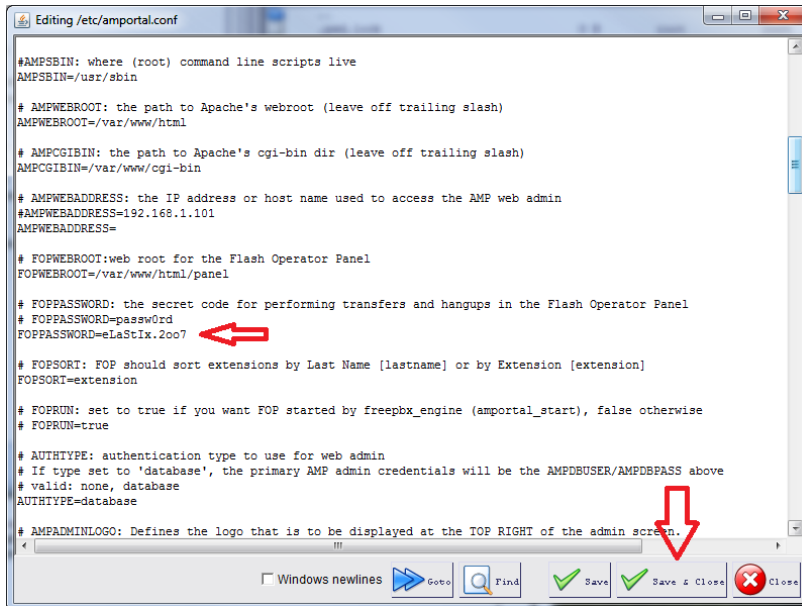 Editing /etc/amportal.conf
#AMPSBIN: where (root) command line scripts live
AMPSBIN=/usr/sbin
# AMPWEBROOT: the path to Apache's webroot (leave off trailing slash)
AMPWEBROOT=/var/www/html
# AMPCGIBIN: the path to Apache's cgi-bin dir (leave off trailing slash)
AMPCGIBIN=/var/www/cgi-bin
# AMPWEBADDRESS: the IP address or host name used to access the AMP web admin
#AMPWEBADDRESS=192.168.1.101
AMPWEBADDRESS=
# FOPWEBROOT:web root for the Flash Operator Panel
FOPWEBROOT=/var/www/html/panel
# FOPPASSWORD: the secret code for performing transfers and hangups in the Flash Operator Panel
# FOPPASSWORD=passw0rd
FOPPASSWORD=eLaStIx.2oo7
# FOPSORT: FOP should sort extensions by Last Name [lastname] or by Extension [extension]
FOPSORT=extension
# FOPRUN: set to true if you want FOP started by freepbx_engine (amportal_start), false otherwise
# FOPRUN=true
# AUTHTYPE: authentication type to use for web admin
# If type set to 'database', the primary AMP admin credentials will be the AMPDBUSER/AMPDBPASS above
# valid: none, database
AUTHTYPE=database
# AMPADMINLOGO: Defines the logo that is to be displayed at the TOP RIGHT of the admin screen.
Windows newlines Goto Find Save Save & Close Close